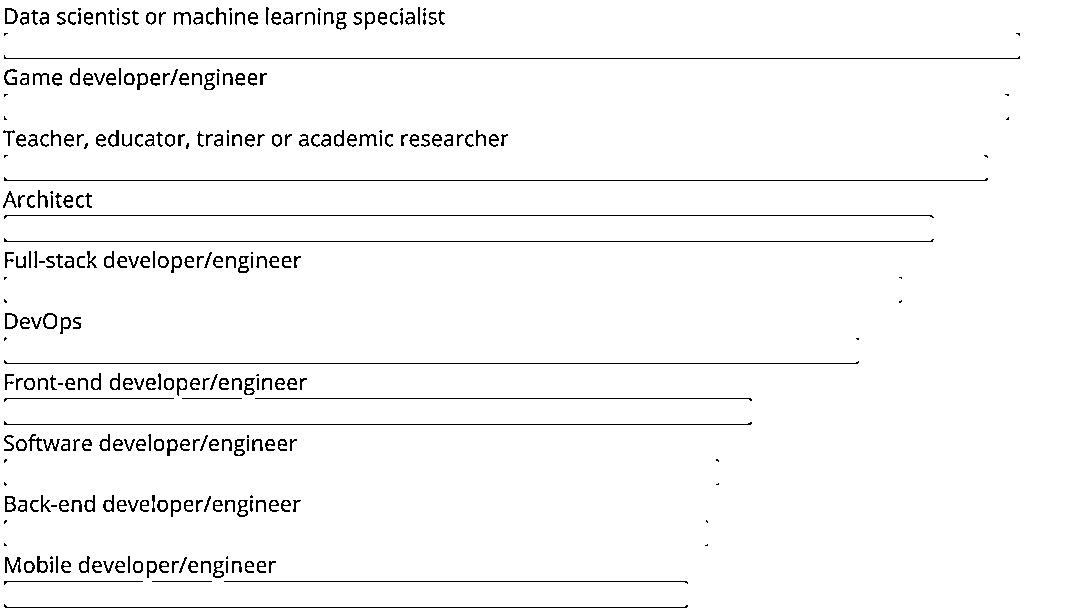 Data scientist or machine learning specialist
Game developer/engineer
Teacher, educator, trainer or academic researcher
Architect
Full-stack developer/engineer
DevOps
Front-end developer/engineer
Software developer/engineer
Back-end developer/engineer
Mobile developer/engineer